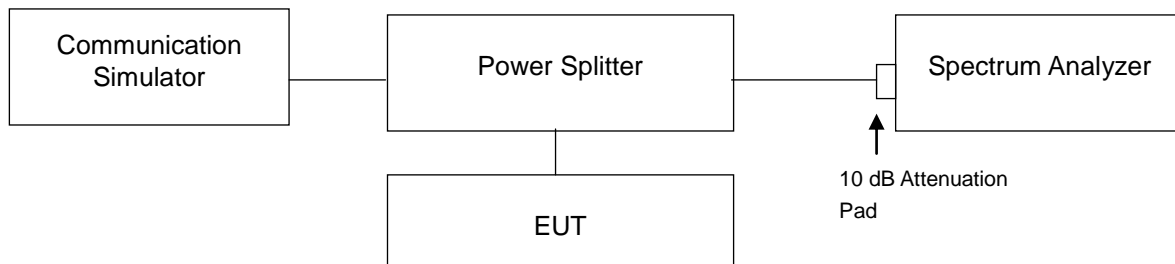 Communication
Simulator
Power Splitter
Spectrum Analyzer
10 dB Attenuation
Pad
EUT